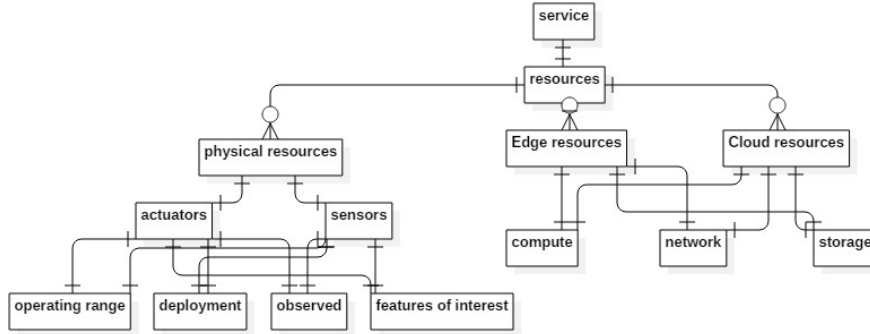 service
resources
physical resources
Edge resources
Cloud resources
actuators
sensors
compute
network
storage
operating range
deployment
observed
features of interest